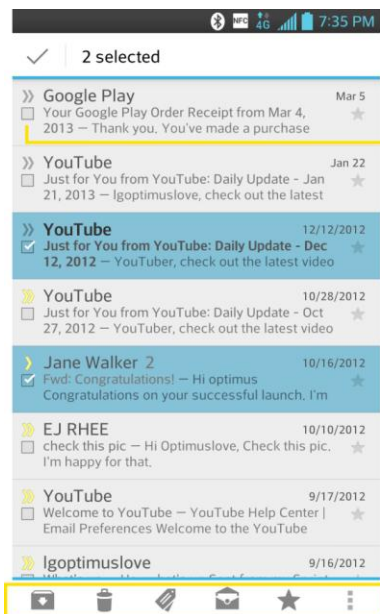 NFC 4G 7:35 PM
2 selected
Google Play Mar 5
Your Google Play Order Receipt from Mar 4,
2013 — Thank you. You've made a purchase
YouTube Jan 22
Just for You from YouTube: Daily Update - Jan
21, 2013 — lgoptimuslove, check out the latest
YouTube 12/12/2012
Just for You from YouTube: Daily Update - Dec
12, 2012 — YouTuber, check out the latest video
YouTube 10/28/2012
Just for You from YouTube: Daily Update - Oct
27, 2012 — YouTuber, check out the latest video
Jane Walker 2 10/16/2012
Fwd: Congratulations! — Hi optimus
Congratulations on your successful launch. I'm
EJ RHEE 10/10/2012
check this pic — Hi Optimuslove, Check this pic.
I'm happy for that.
YouTube 9/17/2012
Welcome to YouTube — YouTube Help Center |
Email Preferences Welcome to the YouTube
lgoptimuslove 9/16/2012